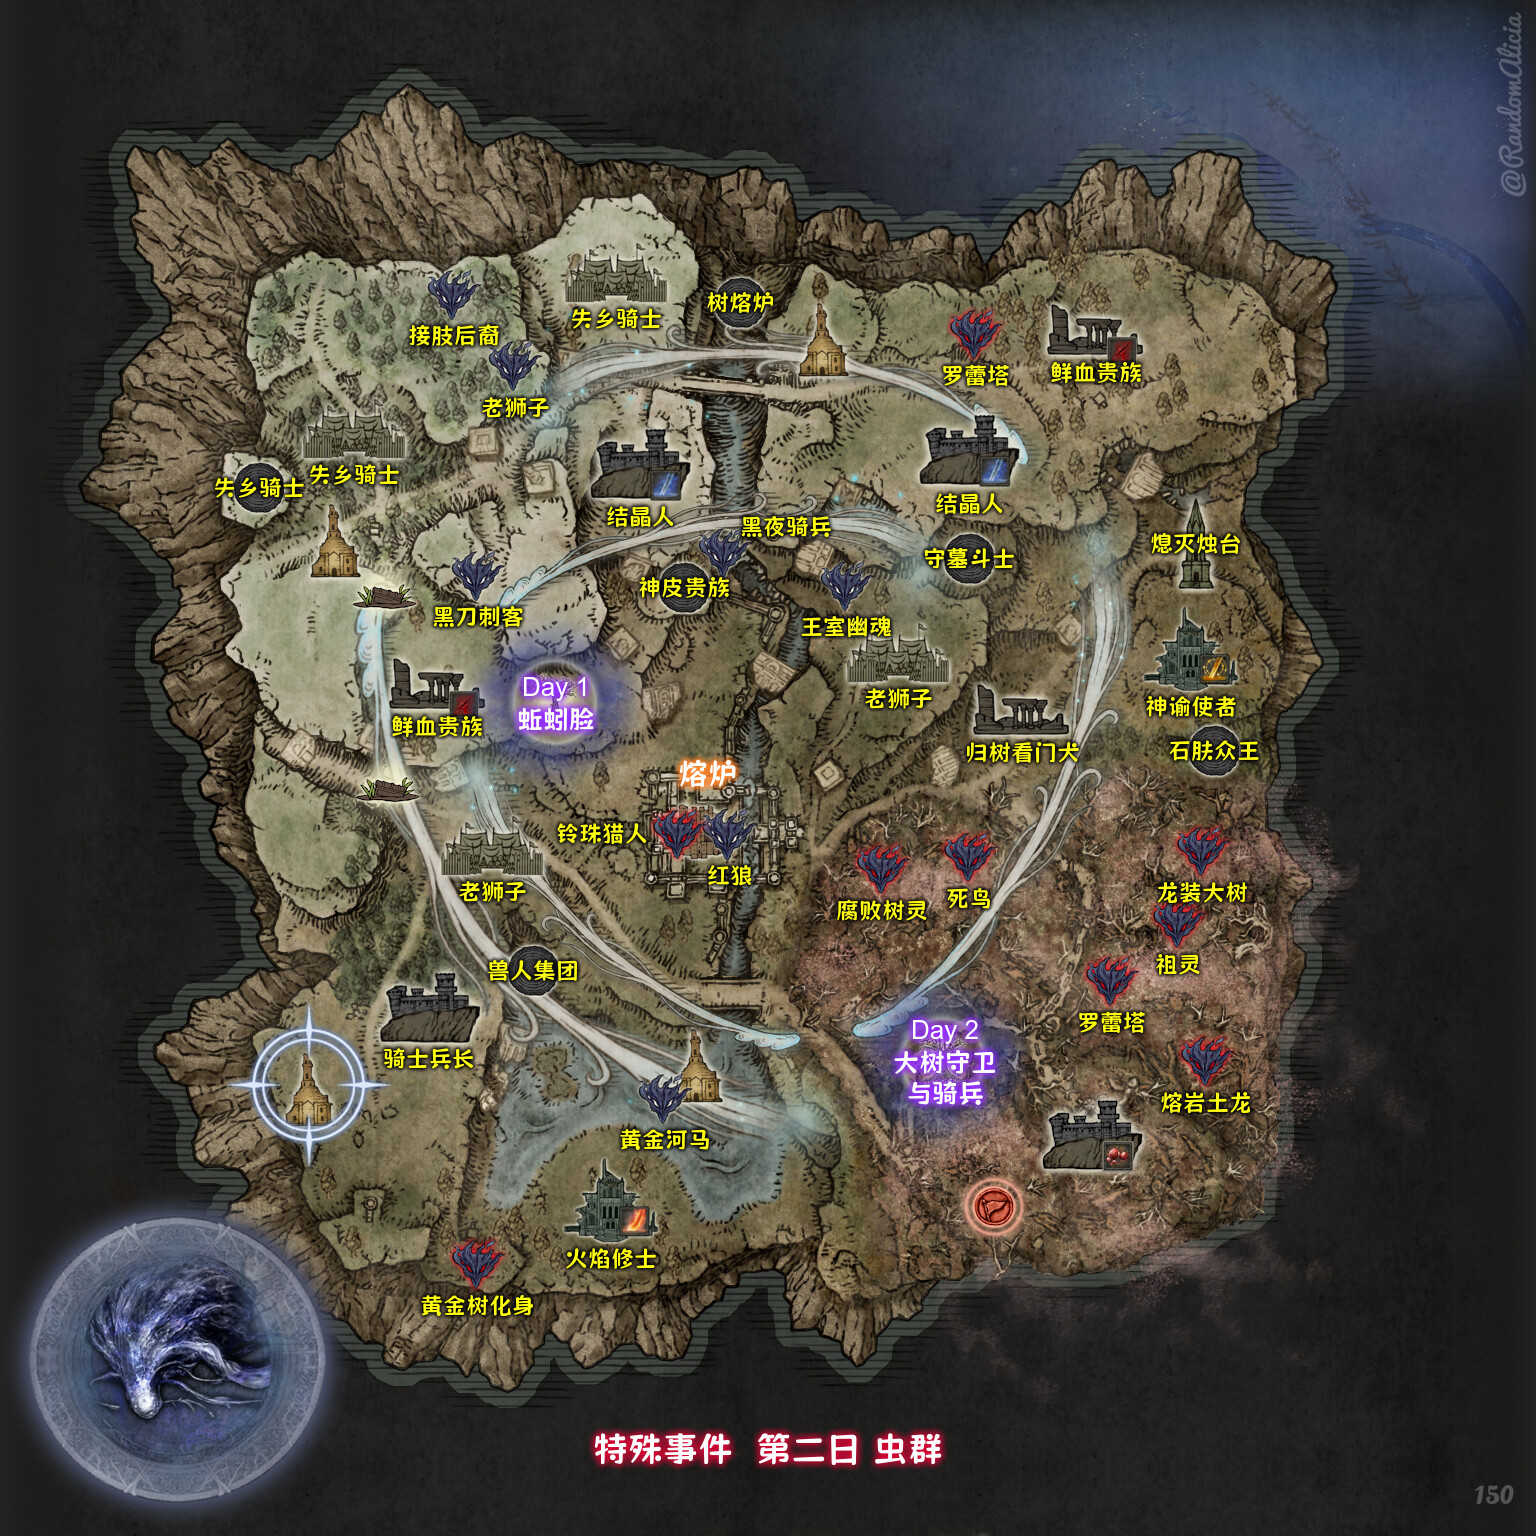 @RandomAlicia
接肢后裔
失乡骑士
树熔炉
罗蕾塔
鲜血贵族
老狮子
失乡骑士
失乡骑士
结晶人
结晶人
黑夜骑兵
熄灭烛台
守墓斗士
神皮贵族
黑刀刺客
王室幽魂
Day 1
蚯蚓脸
老狮子
神谕使者
鲜血贵族
归树看门犬
石肤众王
熔炉
铃珠猎人
红狼
老狮子
腐败树灵
死鸟
龙装大树
祖灵
兽人集团
罗蕾塔
骑士兵长
Day 2
大树守卫
与骑兵
熔岩土龙
黄金河马
火焰修士
黄金树化身
特殊事件 第二日 虫群
150